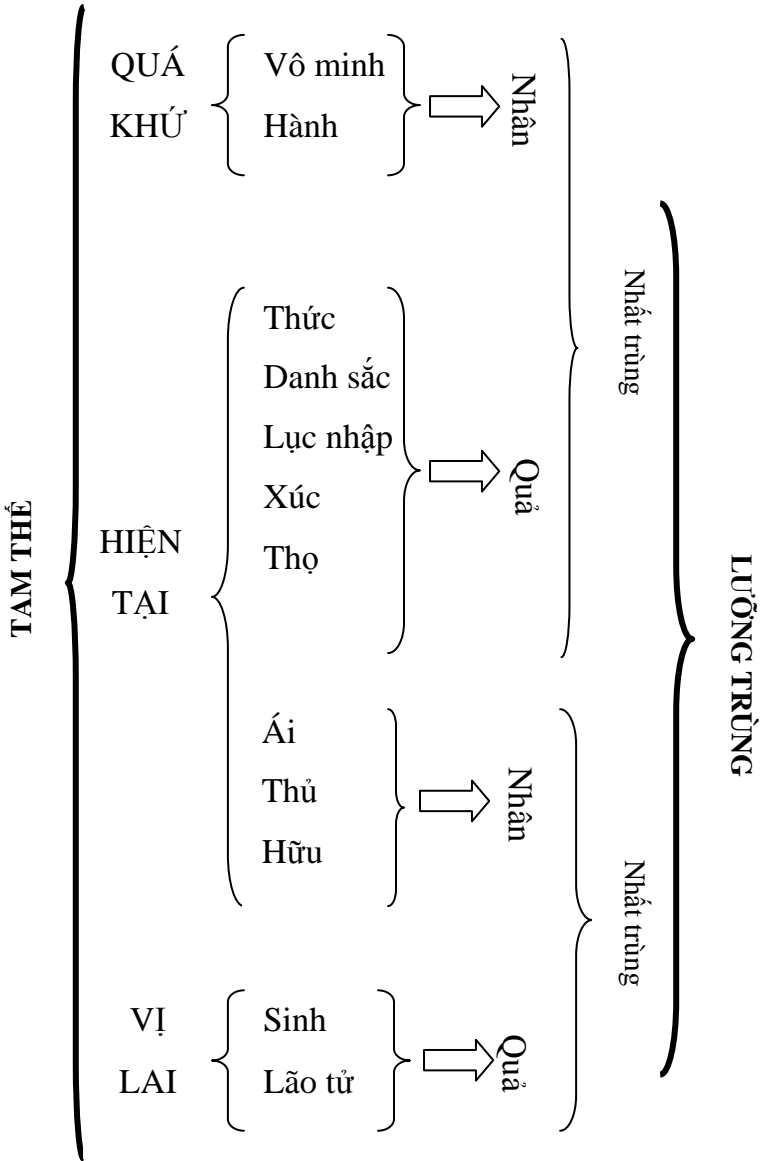 TAM THẾ
QUÁ
KHỨ
Vô minh
Hành
Nhân
HIỆN
TẠI
Thức
Danh sắc
Lục nhập
Xúc
Thọ
Quả
Nhất trùng
Ái
Thủ
Hữu
Nhân
VỊ
LAI
Sinh
Lão tử
Quả
Nhất trùng
LƯỠNG TRÙNG